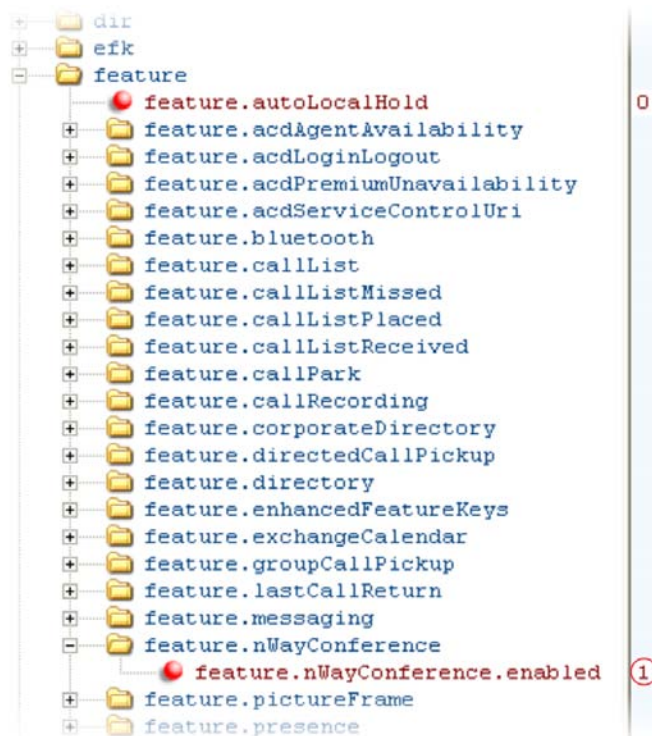 dir
efk
feature
feature.autoLocalHold 0
feature.acdAgentAvailability
feature.acdLoginLogout
feature.acdPremiumUnavailability
feature.acdServiceControlUri
feature.bluetooth
feature.callList
feature.callListMissed
feature.callListPlaced
feature.callListReceived
feature.callPark
feature.callRecording
feature.corporateDirectory
feature.directedCallPickup
feature.directory
feature.enhancedFeatureKeys
feature.exchangeCalendar
feature.groupCallPickup
feature.lastCallReturn
feature.messaging
feature.nWayConference
feature.nWayConference.enabled 1
feature.pictureFrame
feature.presence